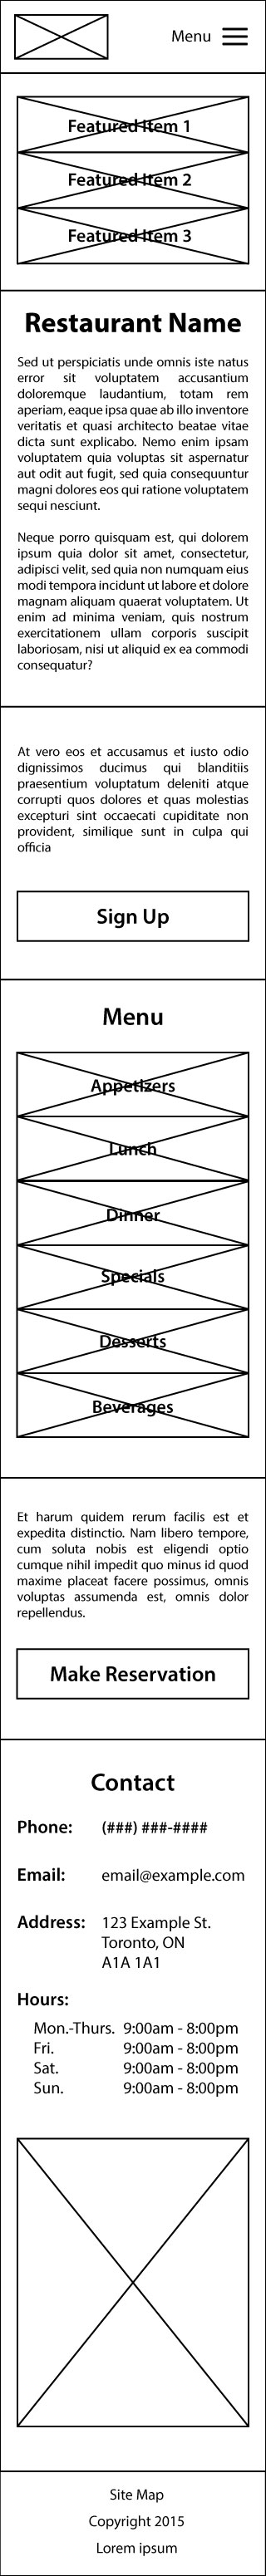 Menu
Featured Item 1
Featured Item 2
Featured Item 3
Restaurant Name
Sed ut perspiciatis unde omnis iste natus
error sit voluptatem accusantium
doloremque laudantium, totam rem
aperiam, eaque ipsa quae ab illo inventore
veritatis et quasi architecto beatae vitae
dicta sunt explicabo. Nemo enim ipsam
voluptatem quia voluptas sit aspernatur
aut odit aut fugit, sed quia consequuntur
magni dolores eos qui ratione voluptatem
sequi nesciunt.
Neque porro quisquam est, qui dolorem
ipsum quia dolor sit amet, consectetur,
adipisci velit, sed quia non numquam eius
modi tempora incidunt ut labore et dolore
magnam aliquam quaerat voluptatem. Ut
enim ad minima veniam, quis nostrum
exercitationem ullam corporis suscipit
laboriosam, nisi ut aliquid ex ea commodi
consequatur?
At vero eos et accusamus et iusto odio
dignissimos ducimus qui blanditiis
praesentium voluptatum deleniti atque
corrupti quos dolores et quas molestias
excepturi sint occaecati cupiditate non
provident, similique sunt in culpa qui
officia
Sign Up
Menu
Appetizers
Lunch
Dinner
Specials
Desserts
Beverages
Et harum quidem rerum facilis est et
expedita distinctio. Nam libero tempore,
cum soluta nobis est eligendi optio
cumque nihil impedit quo minus id quod
maxime placeat facere possimus, omnis
voluptas assumenda est, omnis dolor
repellendus.
Make Reservation
Contact
Phone: (###) ###-####
Email: email@example.com
Address: 123 Example St.
Toronto, ON
A1A 1A1
Hours:
Mon.-Thurs. 9:00am - 8:00pm
Fri. 9:00am - 8:00pm
Sat. 9:00am - 8:00pm
Sun. 9:00am - 8:00pm
Site Map
Copyright 2015
Lorem ipsum